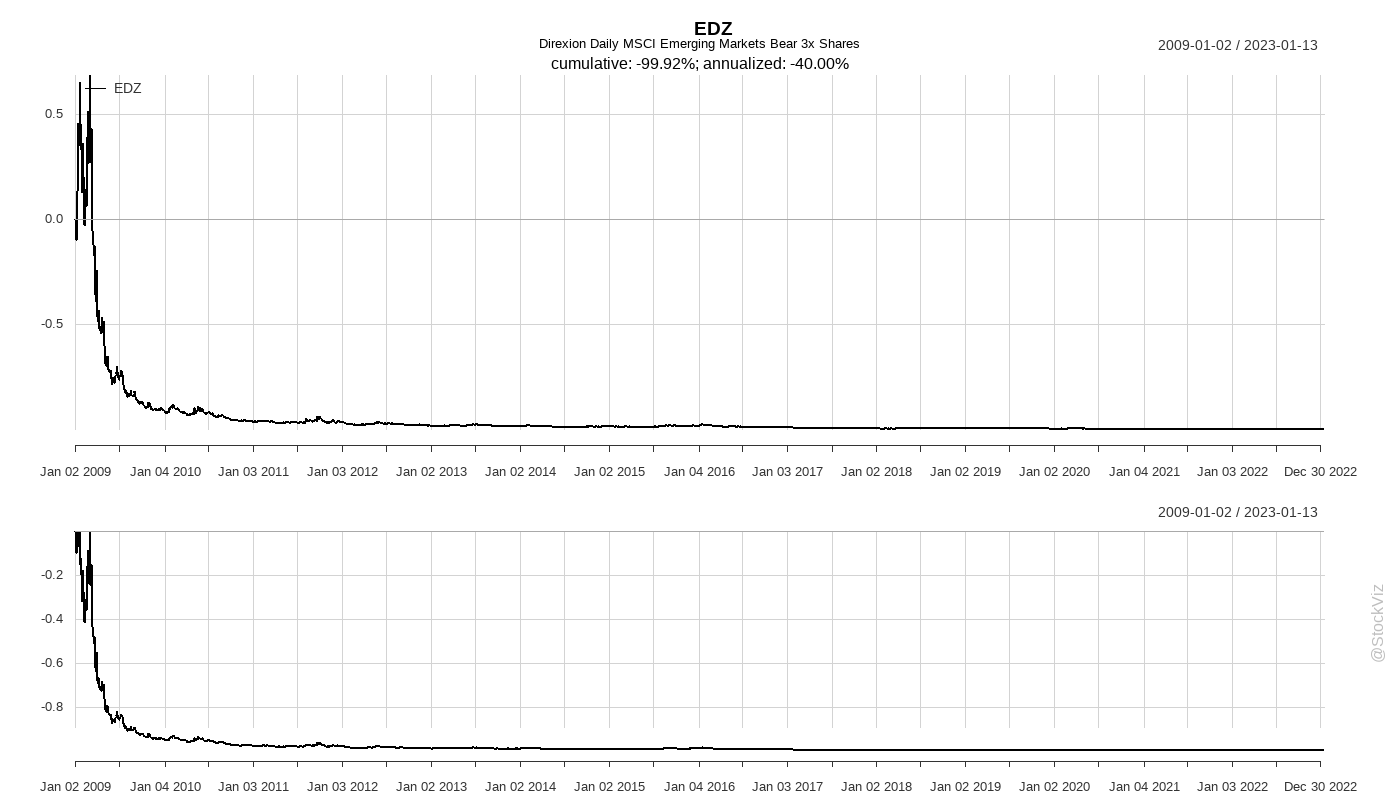 EDZ
Direxion Daily MSCI Emerging Markets Bear 3x Shares
cumulative: -99.92%; annualized: -40.00%
2009-01-02 / 2023-01-13
EDZ
0.5
0.0
-0.5
Jan 02 2009 Jan 04 2010 Jan 03 2011 Jan 03 2012 Jan 02 2013 Jan 02 2014 Jan 02 2015 Jan 04 2016 Jan 03 2017 Jan 02 2018 Jan 02 2019 Jan 02 2020 Jan 04 2021 Jan 03 2022 Dec 30 2022
2009-01-02 / 2023-01-13
-0.2
-0.4
-0.6
-0.8
Jan 02 2009 Jan 04 2010 Jan 03 2011 Jan 03 2012 Jan 02 2013 Jan 02 2014 Jan 02 2015 Jan 04 2016 Jan 03 2017 Jan 02 2018 Jan 02 2019 Jan 02 2020 Jan 04 2021 Jan 03 2022 Dec 30 2022
@StockViz